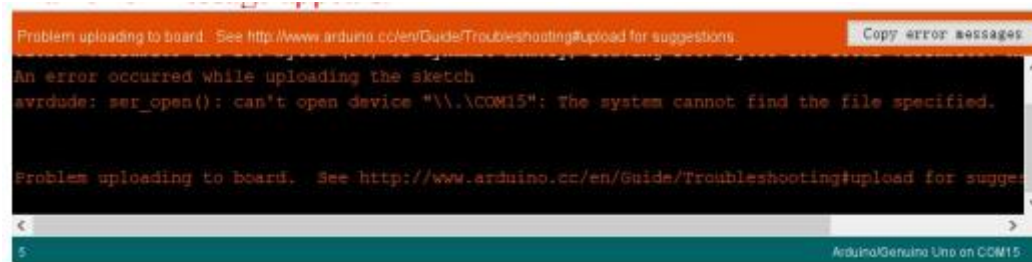 Problem uploading to board. See http://www.arduino.cc/en/Guide/Troubleshooting#upload for suggestions.
Copy error messages
An error occurred while uploading the sketch
avrdude: ser_open(): can't open device "\\.\COM15": The system cannot find the file specified.
Problem uploading to board. See http://www.arduino.cc/en/Guide/Troubleshooting#upload for sugges
5
Arduino/Genuino Uno on COM15